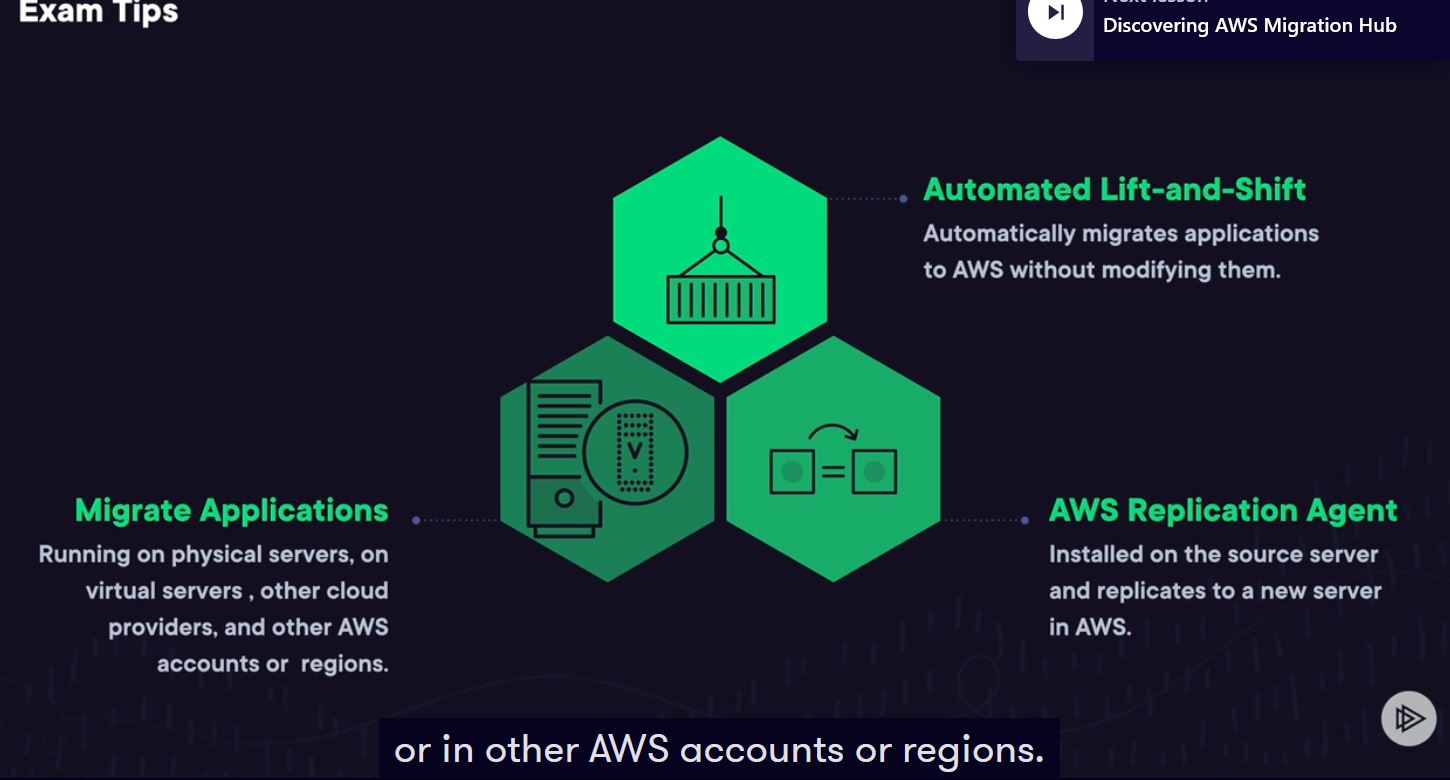 Exam Tips
Next lesson
Discovering AWS Migration Hub
Automated Lift-and-Shift
Automatically migrates applications
to AWS without modifying them.
Migrate Applications
Running on physical servers, on
virtual servers , other cloud
providers, and other AWS
accounts or  regions.
AWS Replication Agent
Installed on the source server
and replicates to a new server
in AWS.
V
or in other AWS accounts or regions.